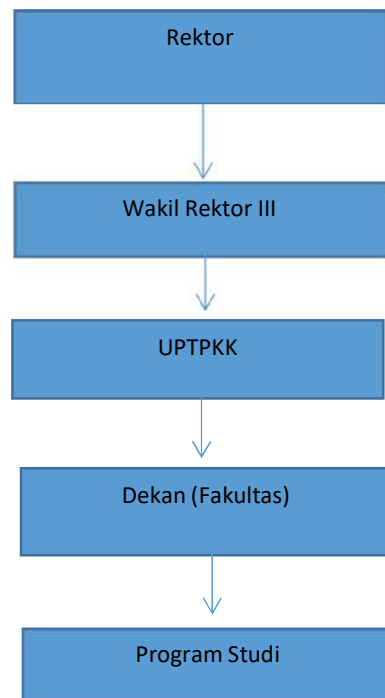 Rektor
Wakil Rektor III
UPTPKK
Dekan (Fakultas)
Program Studi